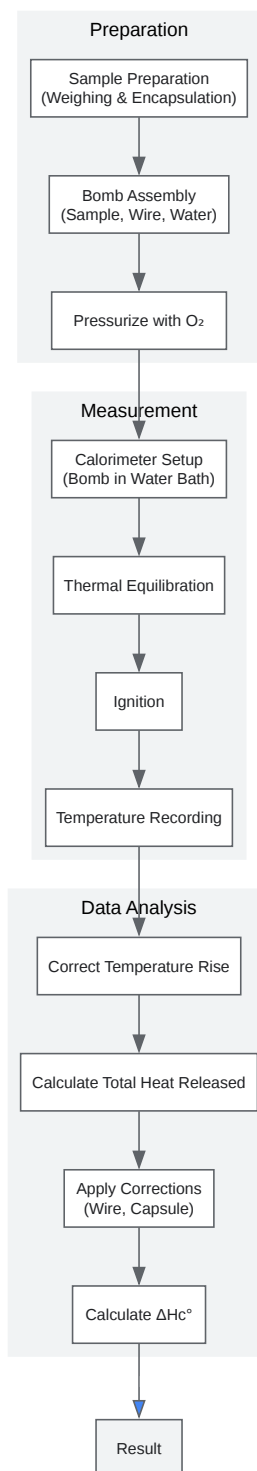 Preparation
Sample Preparation
(Weighing & Encapsulation)
Bomb Assembly
(Sample, Wire, Water)
Pressurize with O₂
Measurement
Calorimeter Setup
(Bomb in Water Bath)
Thermal Equilibration
Ignition
Temperature Recording
Data Analysis
Correct Temperature Rise
Calculate Total Heat Released
Apply Corrections
(Wire, Capsule)
Calculate ΔHc°
Result